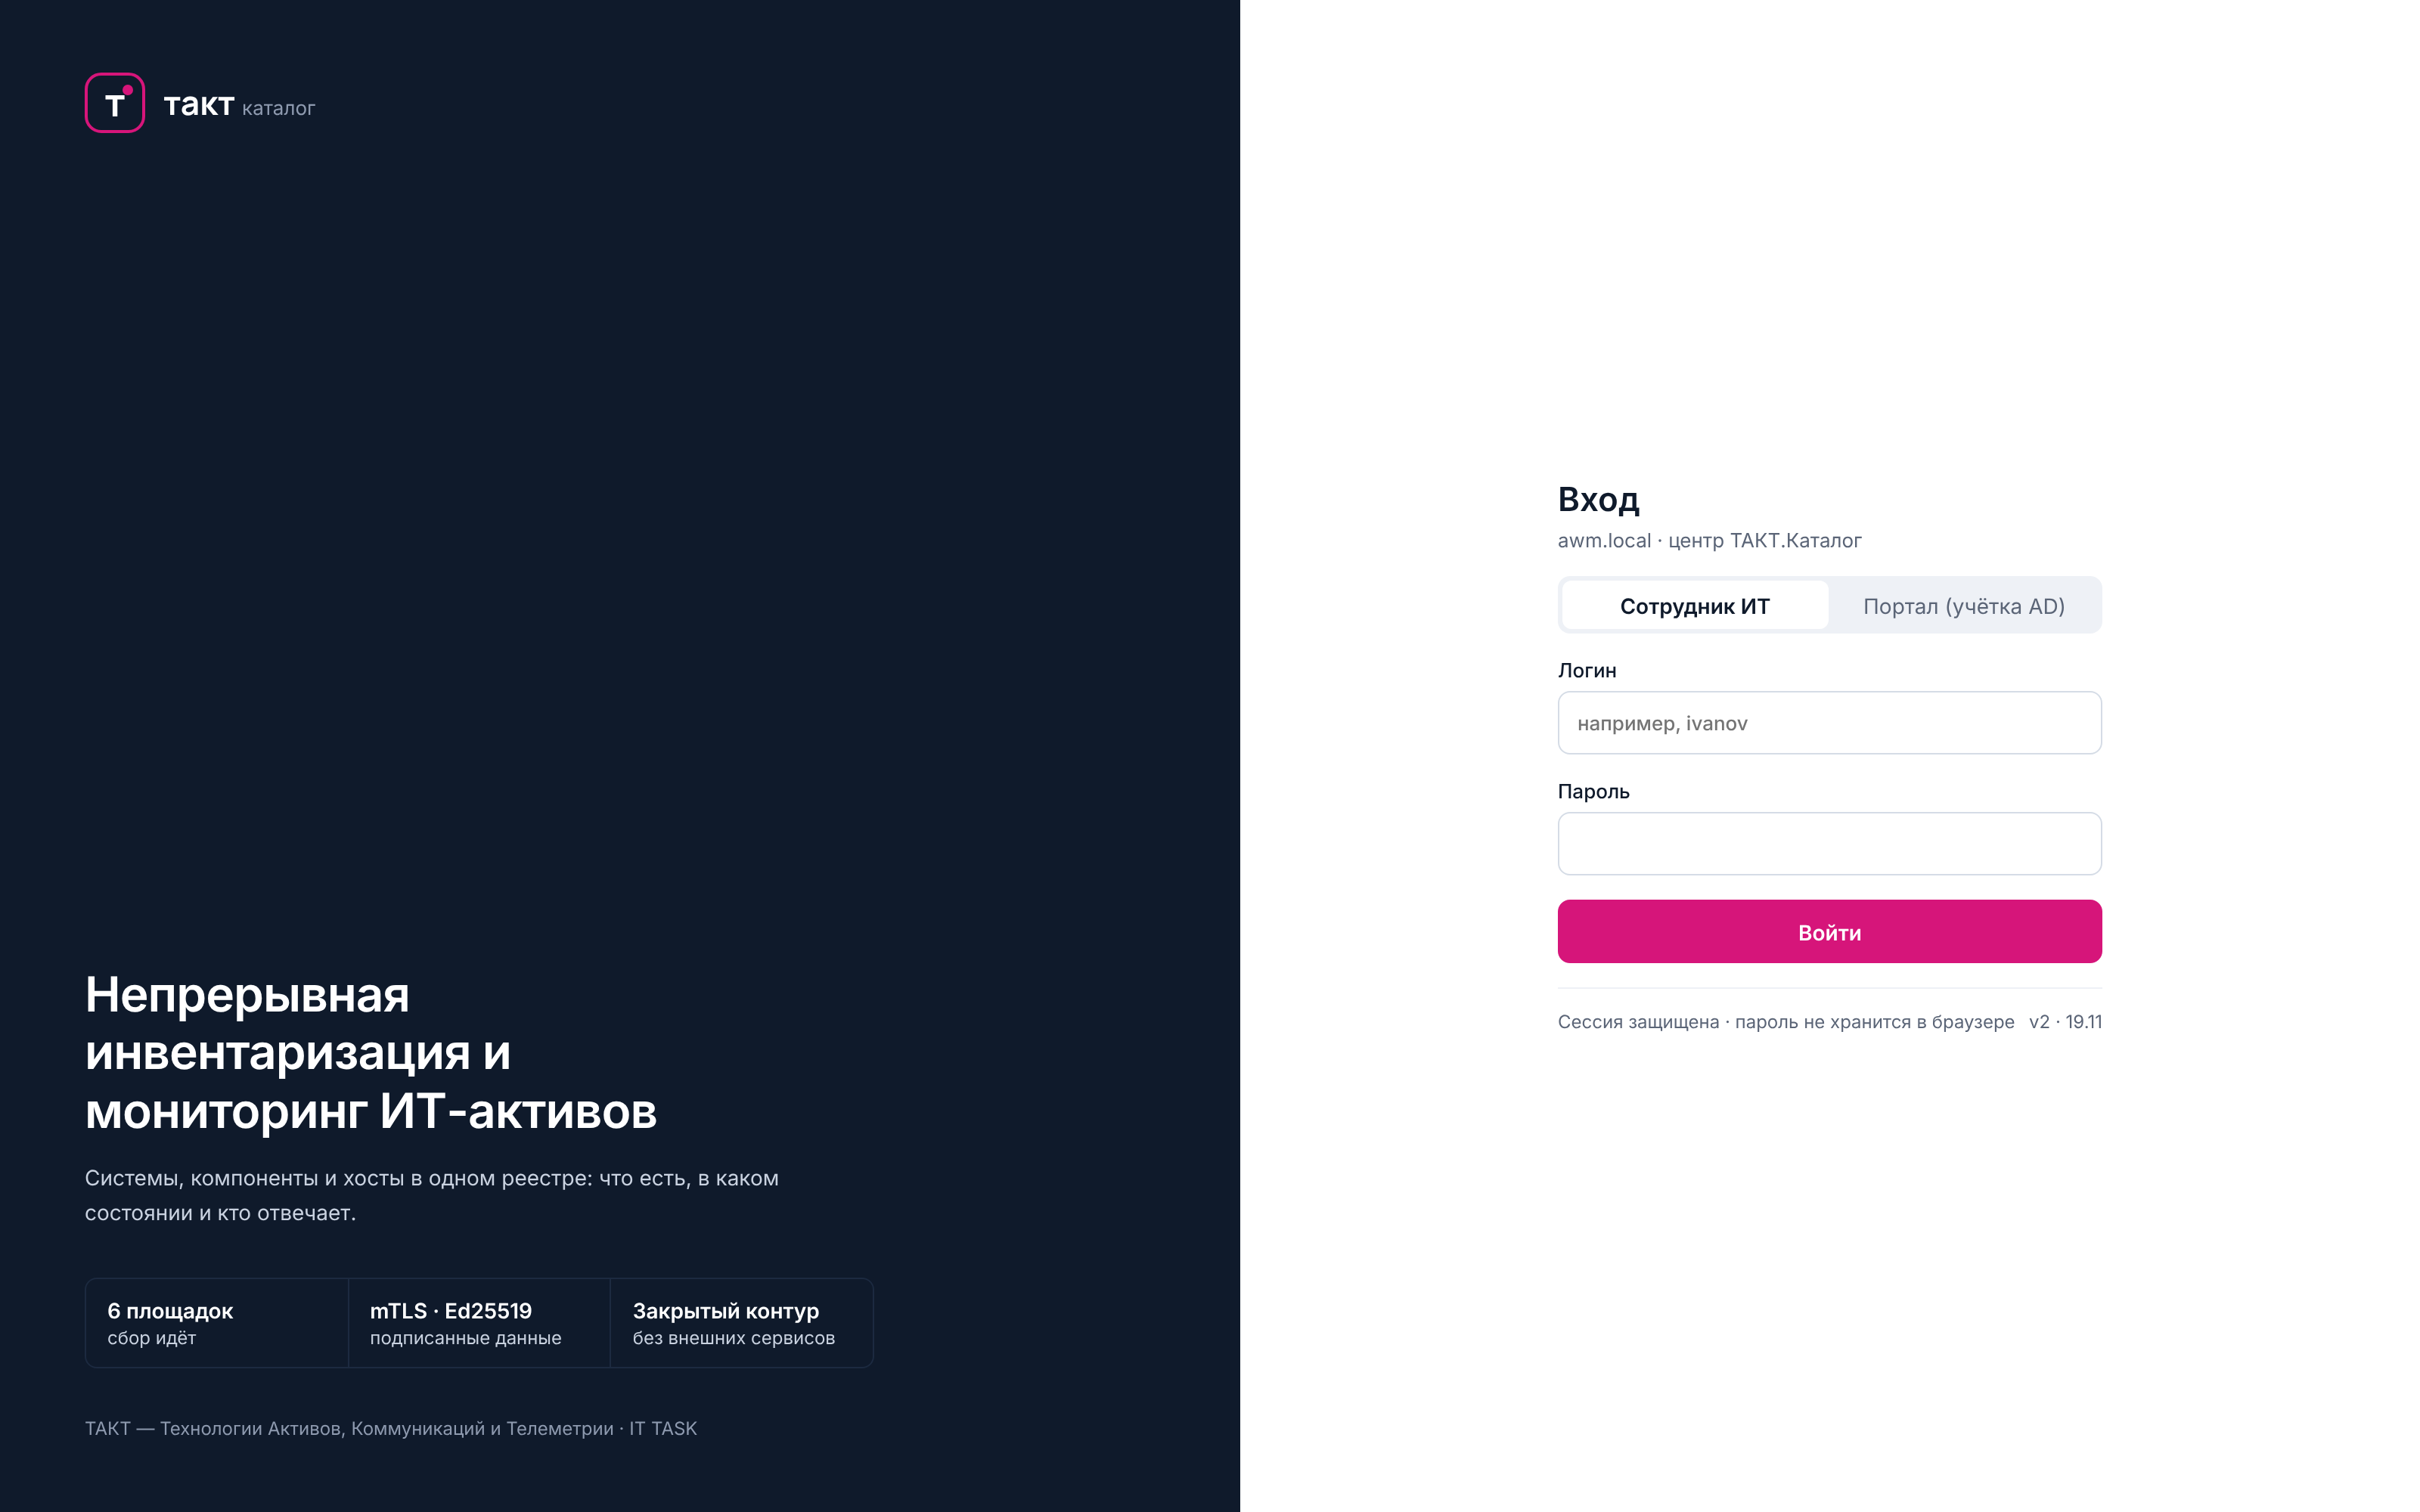 т
такт каталог
Непрерывная
инвентаризация и
мониторинг ИТ-активов
Системы, компоненты и хосты в одном реестре: что есть, в каком
состоянии и кто отвечает.
6 площадок
сбор идёт
mTLS · Ed25519
подписанные данные
Закрытый контур
без внешних сервисов
ТАКТ — Технологии Активов, Коммуникаций и Телеметрии · IT TASK
Вход
awm.local · центр ТАКТ.Каталог
Сотрудник ИТ
Портал (учётка AD)
Логин
например, ivanov
Пароль
Войти
Сессия защищена · пароль не хранится в браузере v2 · 19.11